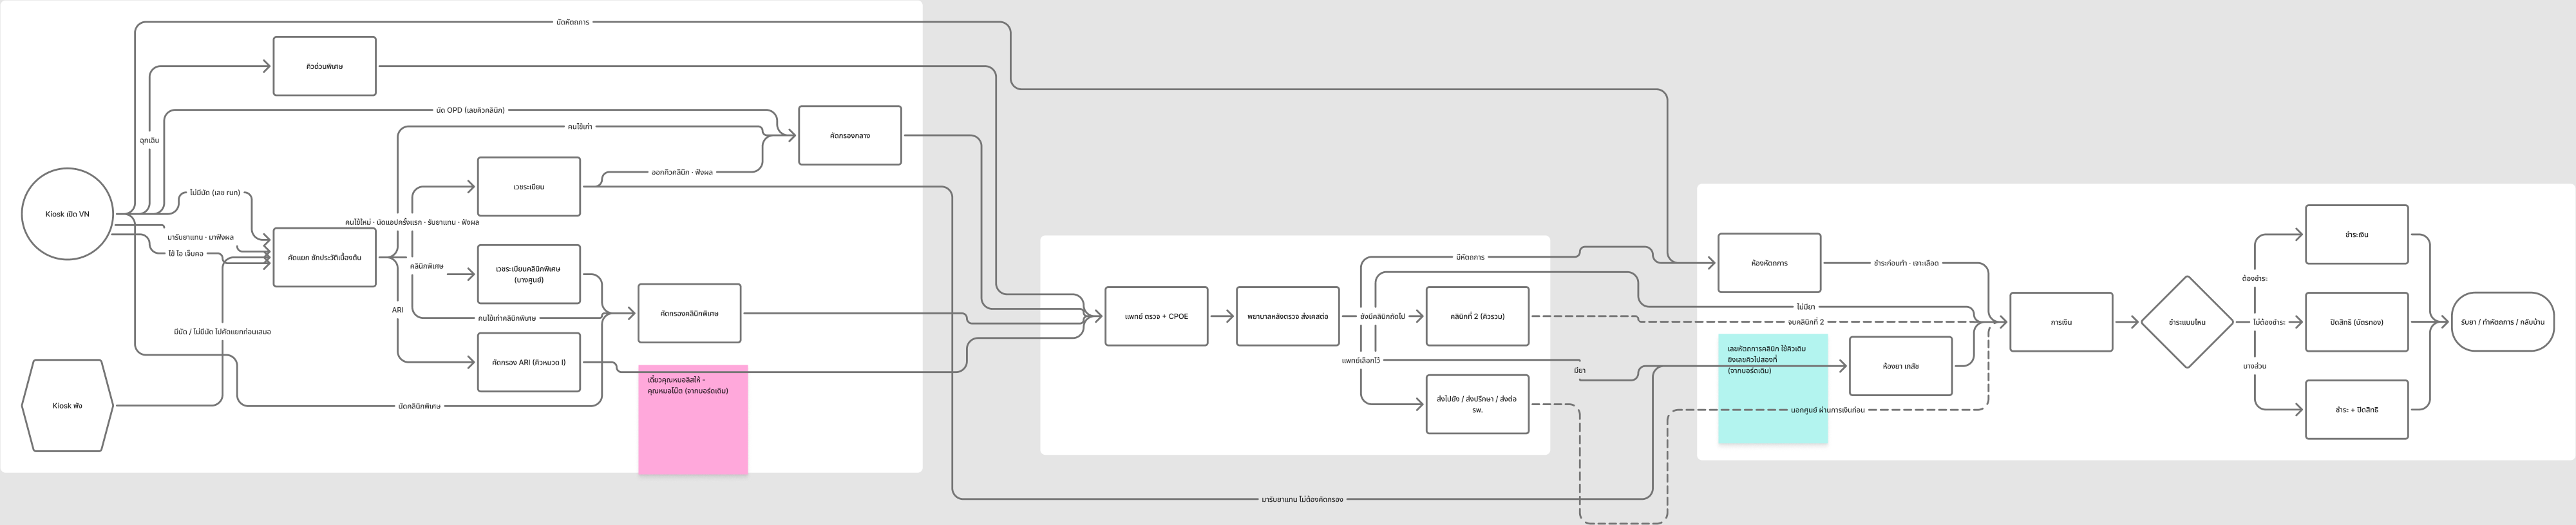 นัดหัตถการ
คิวด่วนพิเศษ
นัด OPD (เลขคิวคลินิก)
คนไข้เก่า
คัดกรองกลาง
ฉุกเฉิน
ออกคิวคลินิก · ฟังผล
เวชระเบียน
ไม่มีนัด (เลข run)
Kiosk เปิด VN
คนไข้ใหม่ · นัดแอปครั้งแรก · รับยาแทน · ฟังผล
มารับยาแทน · มาฟังผล
ไข้ ไอ เจ็บคอ
คัดแยก ซักประวัติเบื้องต้น
คลินิกพิเศษ
เวชระเบียนคลินิกพิเศษ
(บางศูนย์)
ARI
คนไข้เก่าคลินิกพิเศษ
คัดกรองคลินิกพิเศษ
มีนัด / ไม่มีนัด ไปคัดแยกก่อนเสมอ
คัดกรอง ARI (คิวหมวด I)
เดี๋ยวคุณหมอลิสให้ -
คุณหมอโน๊ต (จากบอร์ดเดิม)
Kiosk พัง
นัดคลินิกพิเศษ
มารับยาแทน ไม่ต้องคัดกรอง
แพทย์ ตรวจ + CPOE
พยาบาลหลังตรวจ ส่งเคสต่อ
มีหัตถการ
ยังมีคลินิกถัดไป
คลินิกที่ 2 (คิวรวม)
แพทย์เลือกไว้
มียา
ส่งไปยัง / ส่งปรึกษา / ส่งต่อ
รพ.
ห้องหัตถการ
ชำระก่อนทำ · เจาะเลือด
ไม่มียา
จบคลินิกที่ 2
เลขหัตถการคลินิก ใช้คิวเดิม
ยิงเลขคิวไปสองที่
(จากบอร์ดเดิม)
ห้องยา เภสัช
นอกศูนย์ ผ่านการเงินก่อน
การเงิน
ชำระแบบไหน
ต้องชำระ
ไม่ต้องชำระ
บางส่วน
ชำระเงิน
ปิดสิทธิ (บัตรทอง)
ชำระ + ปิดสิทธิ
รับยา / ทำหัตถการ / กลับบ้าน